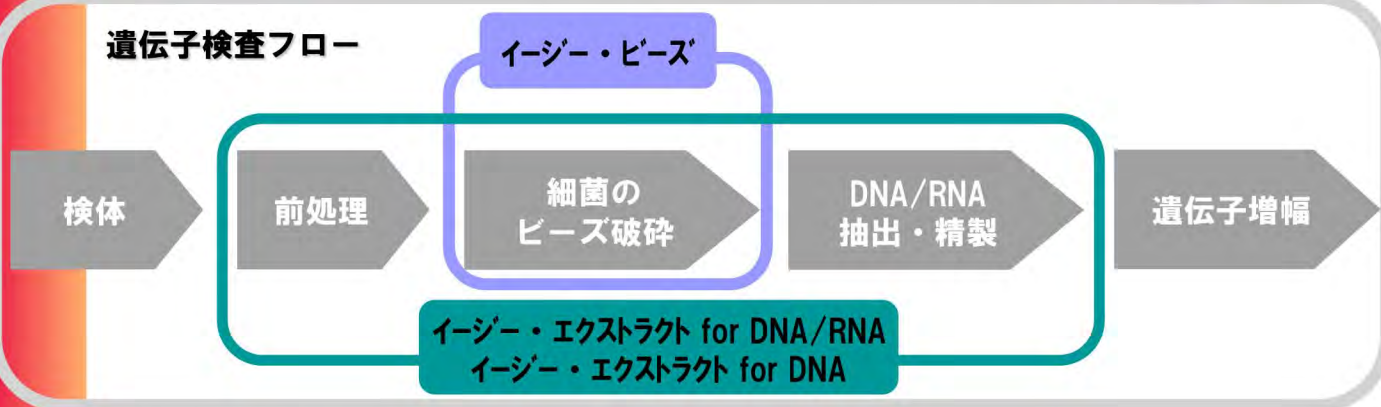 遺伝子検査フロー
イージー・ビーズ
検体
前処理
細菌の
ビーズ破砕
DNA/RNA
抽出・精製
遺伝子増幅
イージー・エクストラクト for DNA/RNA
イージー・エクストラクト for DNA